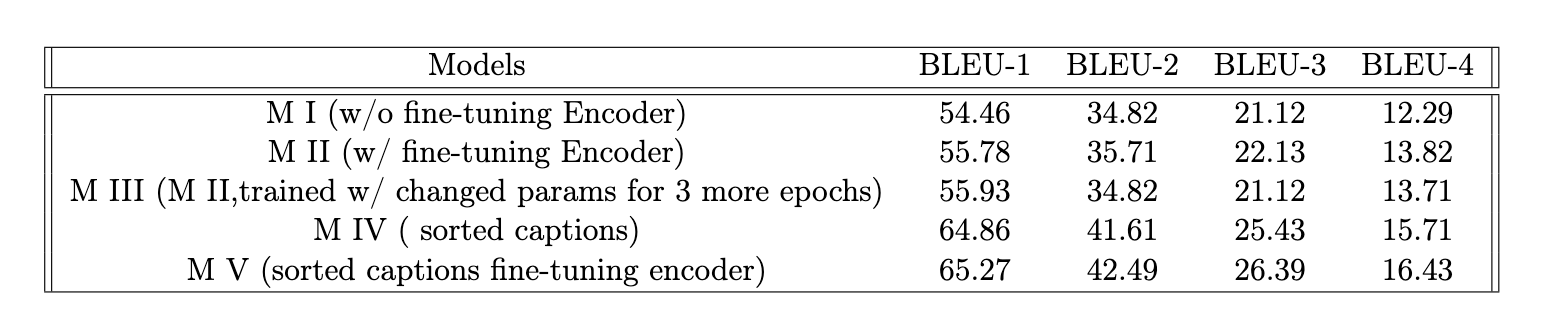 Models BLEU-1 BLEU-2 BLEU-3 BLEU-4
M I (w/o fine-tuning Encoder) 54.46 34.82 21.12 12.29
M II (w/ fine-tuning Encoder) 55.78 35.71 22.13 13.82
M III (M II,trained w/ changed params for 3 more epochs) 55.93 34.82 21.12 13.71
M IV ( sorted captions) 64.86 41.61 25.43 15.71
M V (sorted captions fine-tuning encoder) 65.27 42.49 26.39 16.43